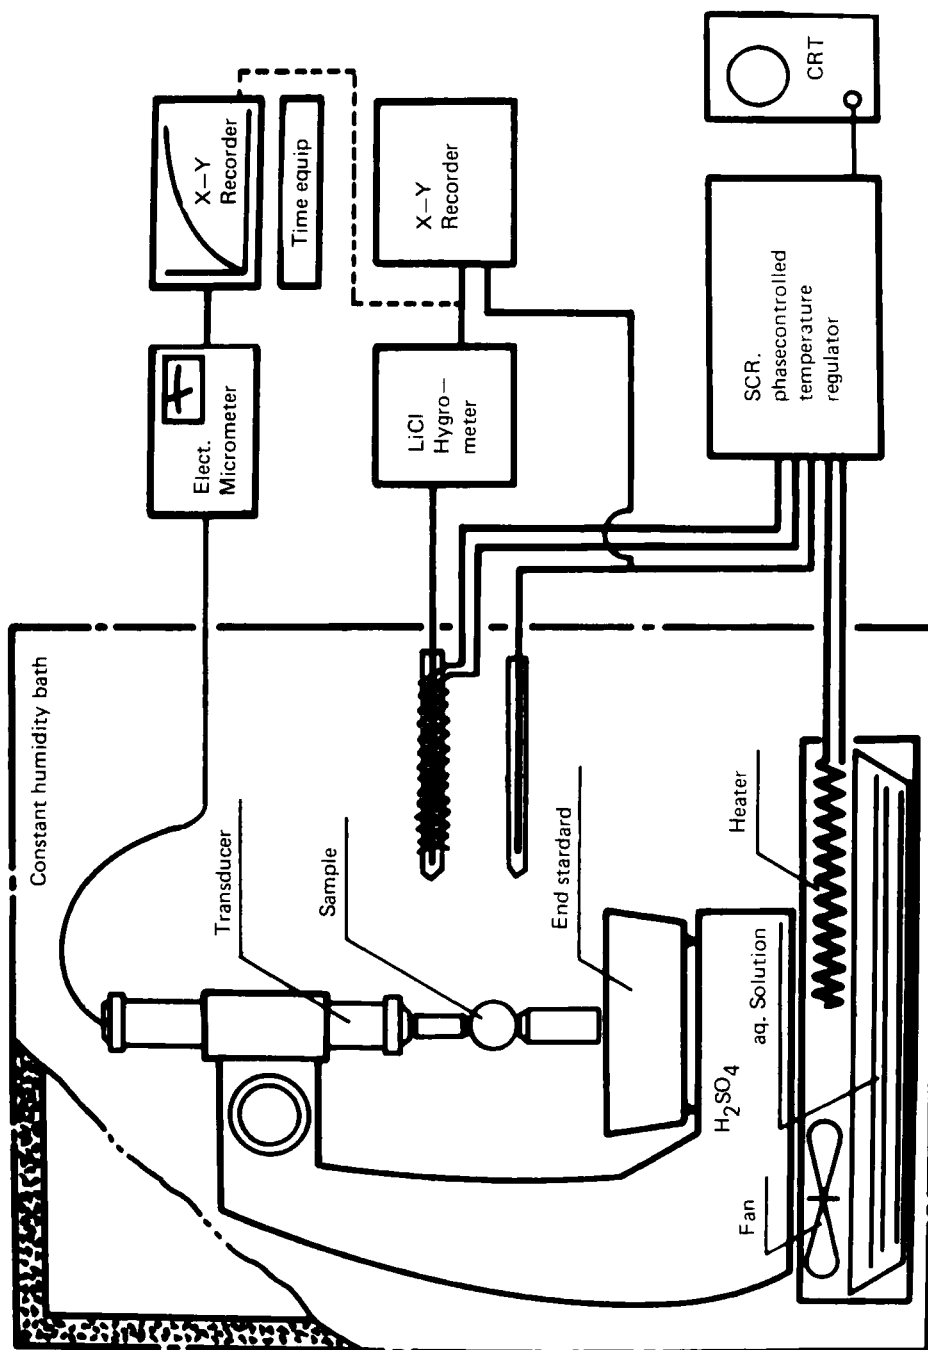 Constant humidity bath
Transducer
Sample
End stardard
Heater
H2SO4
aq. Solution
Fan
Elect.
Micrometer
X-Y
Recorder
Time equip
LiCl
Hygro-
meter
X-Y
Recorder
SCR.
phasecontrolled
temperature
regulator
CRT